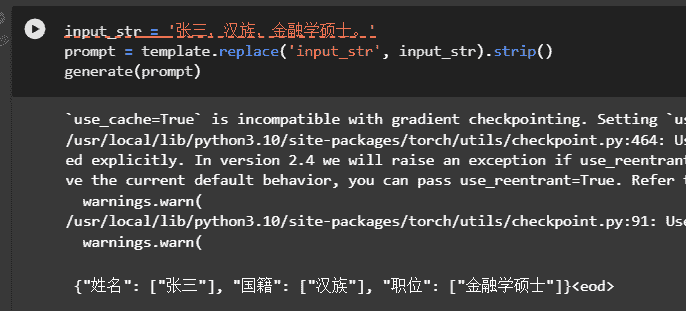 input_str = '张三，汉族，金融学硕士。'
prompt = template.replace('input_str', input_str).strip()
generate(prompt)
`use_cache=True` is incompatible with gradient checkpointing. Setting `us
/usr/local/lib/python3.10/site-packages/torch/utils/checkpoint.py:464: Us
ed explicitly. In version 2.4 we will raise an exception if use_reentrant
ve the current default behavior, you can pass use_reentrant=True. Refer t
warnings.warn(
/usr/local/lib/python3.10/site-packages/torch/utils/checkpoint.py:91: Use
warnings.warn(
{"姓名": ["张三"], "国籍": ["汉族"], "职位": ["金融学硕士"]}<eod>